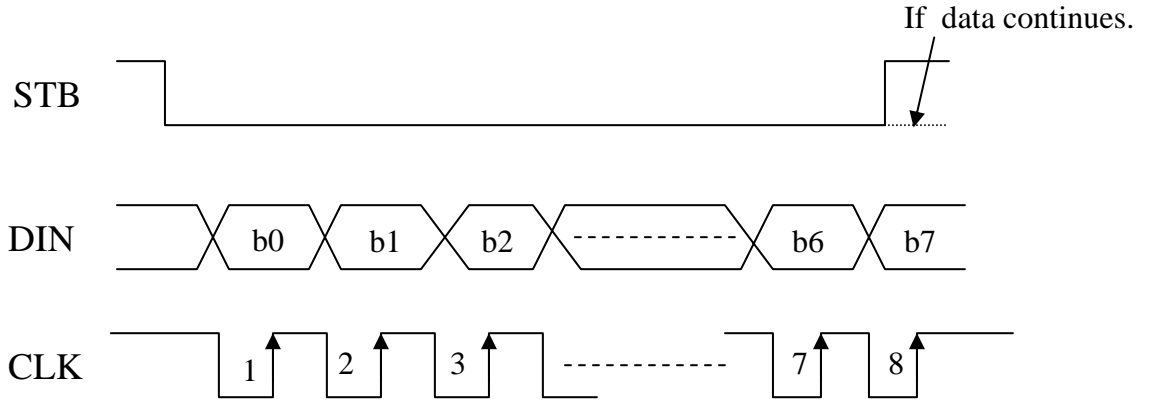 If data continues.
STB
DIN b0 b1 b2 b6 b7
CLK 1 2 3 7 8